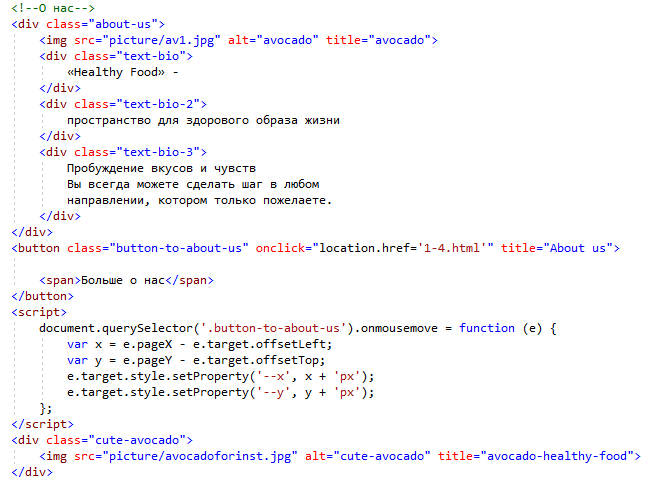 <!--О нас-->
<div class="about-us">
    <img src="picture/av1.jpg" alt="avocado" title="avocado">
    <div class="text-bio">
        «Healthy Food» -
    </div>
    <div class="text-bio-2">
        пространство для здорового образа жизни
    </div>
    <div class="text-bio-3">
        Пробуждение вкусов и чувств
        Вы всегда можете сделать шаг в любом
        направлении, котором только пожелаете.
    </div>
</div>
<button class="button-to-about-us" onclick="location.href='1-4.html'" title="About us">
    <span>Больше о нас</span>
</button>
<script>
    document.querySelector('.button-to-about-us').onmousemove = function (e) {
        var x = e.pageX - e.target.offsetLeft;
        var y = e.pageY - e.target.offsetTop;
        e.target.style.setProperty('--x', x + 'px');
        e.target.style.setProperty('--y', y + 'px');
    };
</script>
<div class="cute-avocado">
    <img src="picture/avocadoforinst.jpg" alt="cute-avocado" title="avocado-healthy-food">
</div>